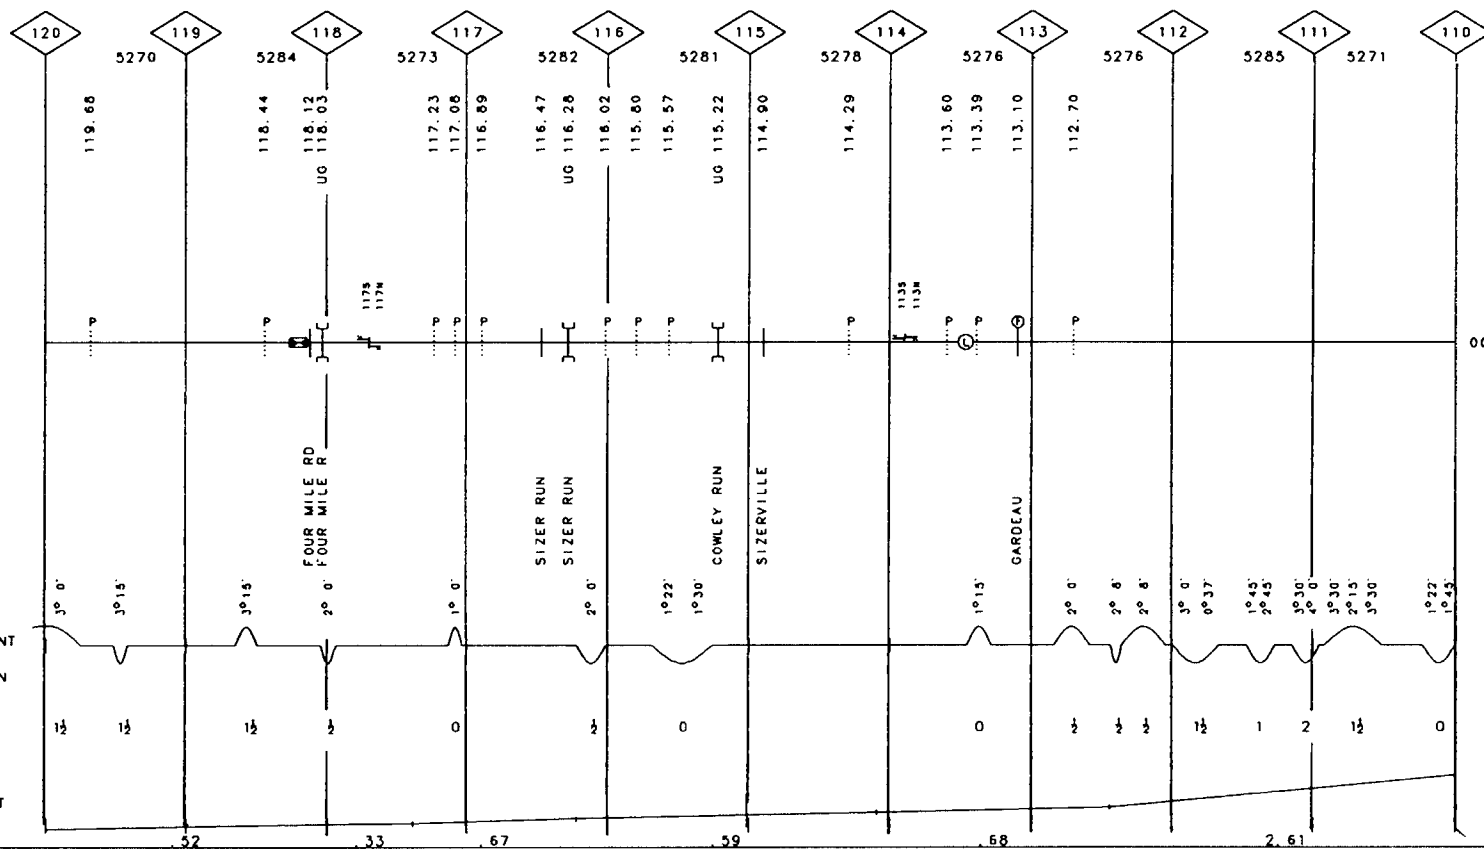 120 119 118 117 116 115 114 113 112 111 110
5270 5284 5273 5282 5281 5278 5276 5276 5285 5271
119.68
118.44
118.12
UG 118.03
117.23
117.08
116.89
116.47
UG 116.28
116.02
115.80
115.57
UG 115.22
114.90
114.29
113.60
113.39
113.10
112.70
117S
117N
113S
113N
P P P P P P P P P P P P P
L
00
FOUR MILE RD
FOUR MILE R
SIZER RUN
SIZER RUN
COWLEY RUN
SIZERVILLE
GARDEAU
3° 0'
3° 15'
3° 15'
2° 0'
1° 0'
2° 0'
1° 22'
1° 30'
1° 15'
2° 0'
2° 8'
2° 8'
3° 0'
0° 37'
1° 45'
2° 45'
3° 30'
4° 0'
3° 30'
2° 15'
3° 30'
1° 22'
1° 45'
NT
N
1½ 1½ 1½ ½ 0 ½ 0 0 ½ ½ ½ 1½ 1 2 1½ 0
T
.52 .33 .67 .59 .68 2.61